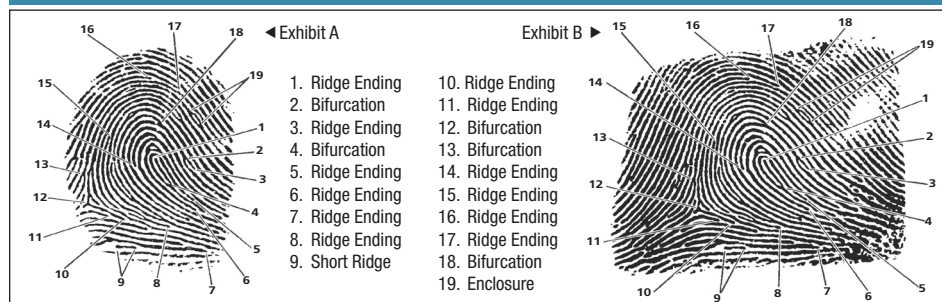 ◄ Exhibit A
Exhibit B ►
1. Ridge Ending
2. Bifurcation
3. Ridge Ending
4. Bifurcation
5. Ridge Ending
6. Ridge Ending
7. Ridge Ending
8. Ridge Ending
9. Short Ridge
10. Ridge Ending
11. Ridge Ending
12. Bifurcation
13. Bifurcation
14. Ridge Ending
15. Ridge Ending
16. Ridge Ending
17. Ridge Ending
18. Bifurcation
19. Enclosure
16 17 18
15 19
14 1
2
13 3
12
4
11 5
10 9 8 7 6
15 16 17 18
19
14
1
13 2
3
12
4
11
10 9 8 7 6 5